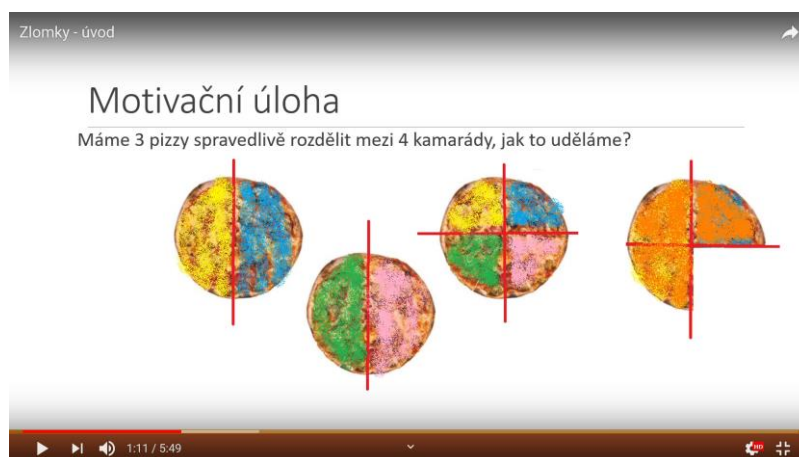 Zlomky - úvod
Motivační úloha
Máme 3 pizzy spravedlivě rozdělit mezi 4 kamarády, jak to uděláme?
1:11 / 5:49
HD